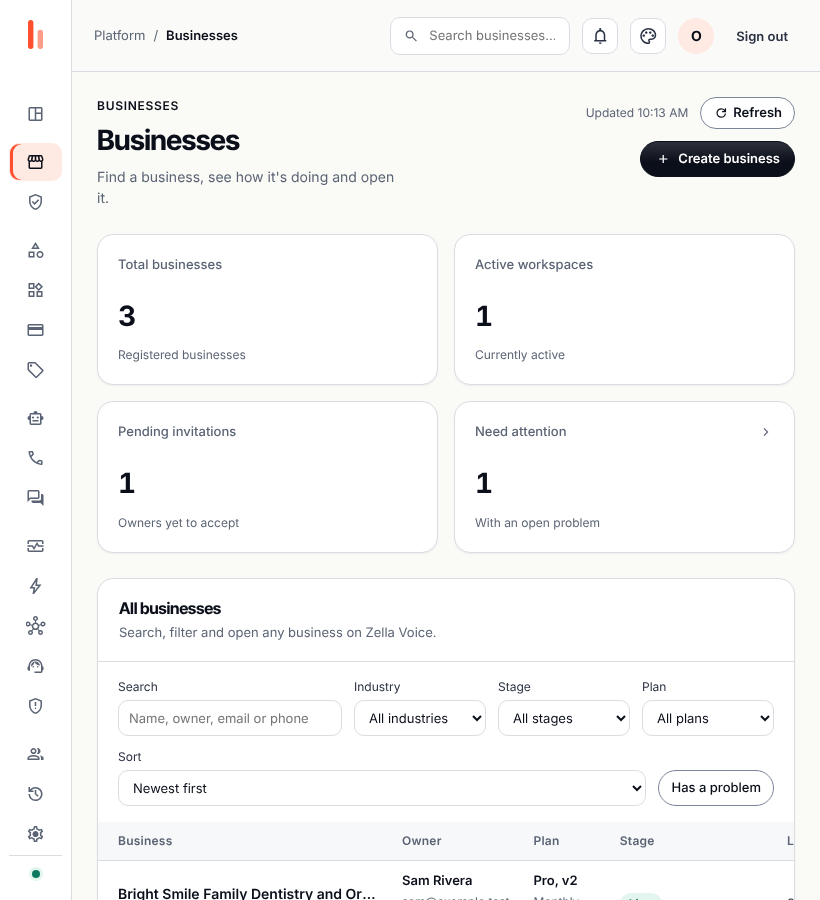 Platform / Businesses
Search businesses...
O
Sign out
BUSINESSES
Businesses
Find a business, see how it's doing and open
it.
Updated 10:13 AM
Refresh
Create business
Total businesses
3
Registered businesses
Active workspaces
1
Currently active
Pending invitations
1
Owners yet to accept
Need attention
1
With an open problem
All businesses
Search, filter and open any business on Zella Voice.
Search
Industry
Stage
Plan
Name, owner, email or phone
All industries
All stages
All plans
Sort
Newest first
Has a problem
Business
Owner
Plan
Stage
L
Sam Rivera
Pro, v2
Bright Smile Family Dentistry and Or...